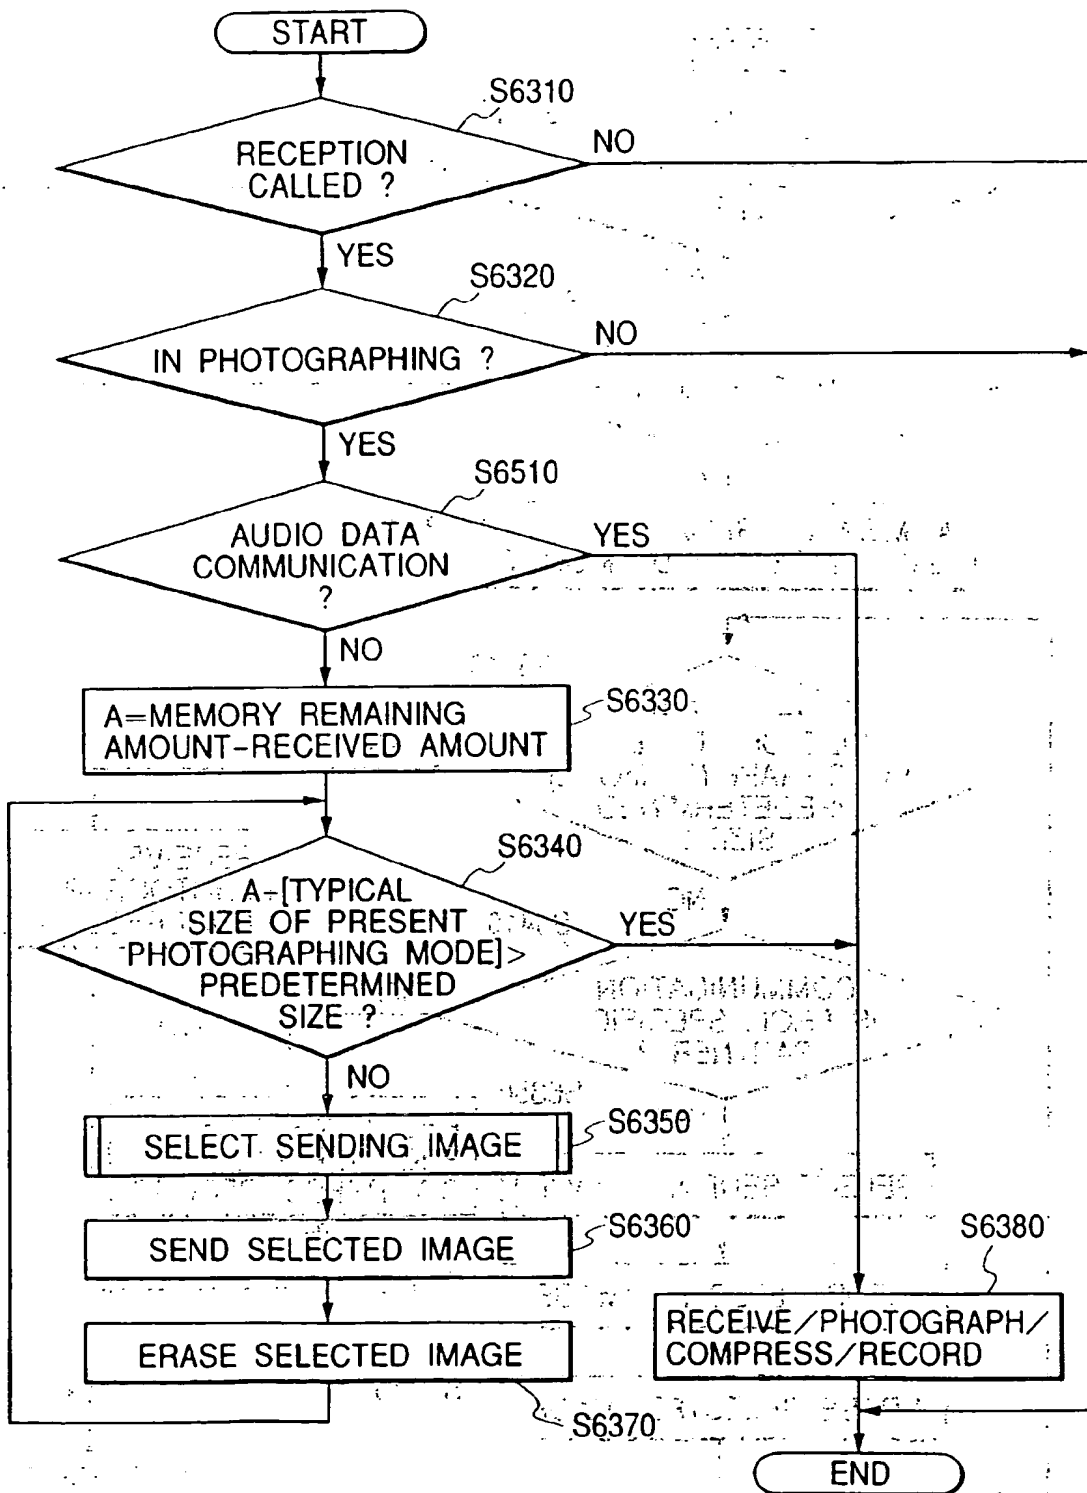 START
S6310
RECEPTION
CALLED ?
NO
YES
S6320
IN PHOTOGRAPHING ?
NO
YES
S6510
AUDIO DATA
COMMUNICATION
?
YES
NO
S6330
A=MEMORY REMAINING
AMOUNT-RECEIVED AMOUNT
S6340
A-[TYPICAL
SIZE OF PRESENT
PHOTOGRAPHING MODE]>
PREDETERMINED
SIZE ?
YES
NO
S6350
SELECT SENDING IMAGE
S6360
SEND SELECTED IMAGE
S6380
RECEIVE/PHOTOGRAPH/
COMPRESS/RECORD
ERASE SELECTED IMAGE
S6370
END